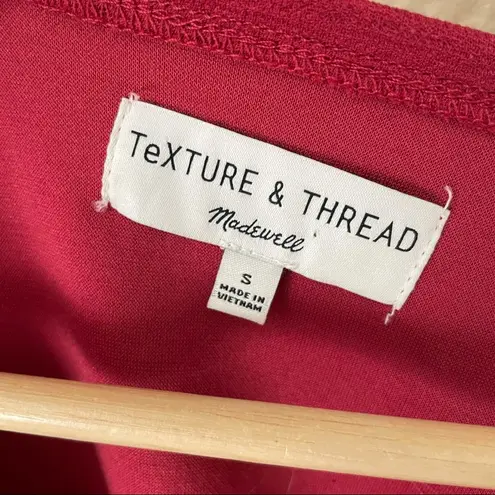 TeXTURE & THREAD
Madewell
S
MADE IN
VIETNAM